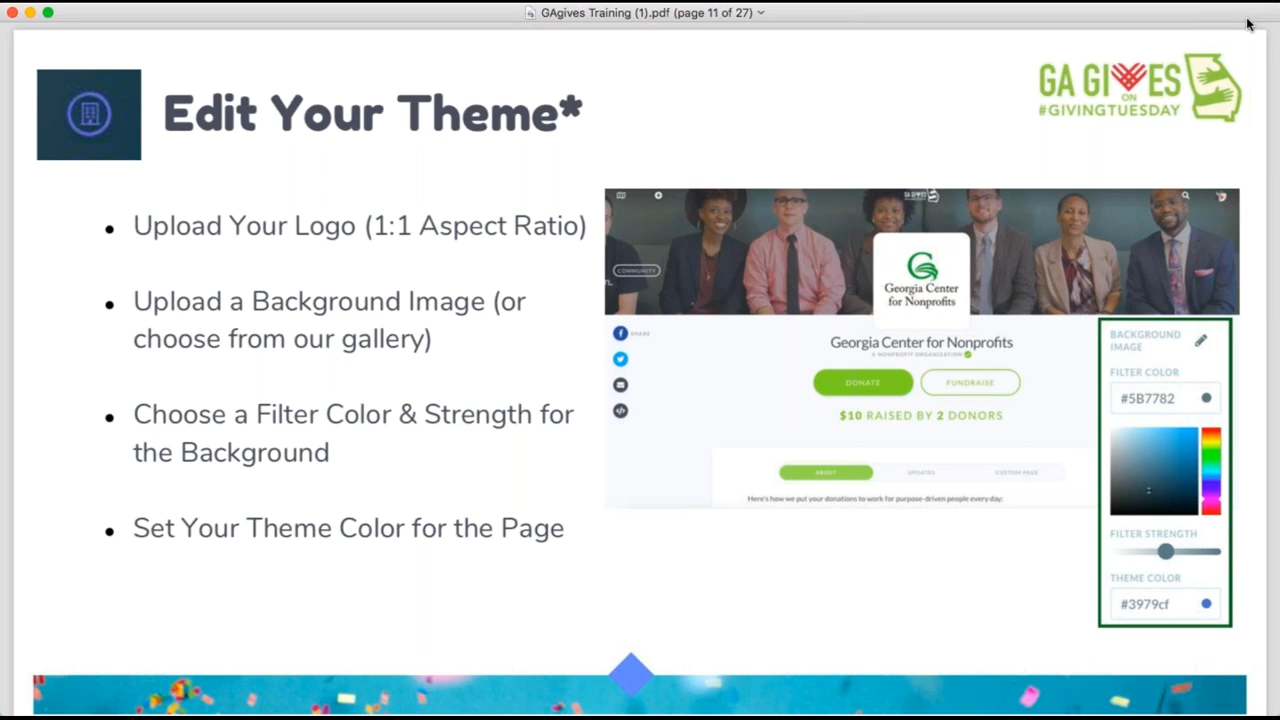 GAgives Training (1).pdf (page 11 of 27)
Edit Your Theme*
GA GIVES
ON
#GIVINGTUESDAY
Upload Your Logo (1:1 Aspect Ratio)
Upload a Background Image (or
choose from our gallery)
Choose a Filter Color & Strength for
the Background
Set Your Theme Color for the Page
GA GIVES
COMMUNITY
Georgia Center
for Nonprofits
SHARE
Georgia Center for Nonprofits
A NONPROFIT ORGANIZATION
DONATE
FUNDRAISE
$10 RAISED BY 2 DONORS
ABOUT
UPDATES
CUSTOM PAGE
Here's how we put your donations to work for purpose-driven people every day:
BACKGROUND
IMAGE
FILTER COLOR
#5B7782
FILTER STRENGTH
THEME COLOR
#3979cf